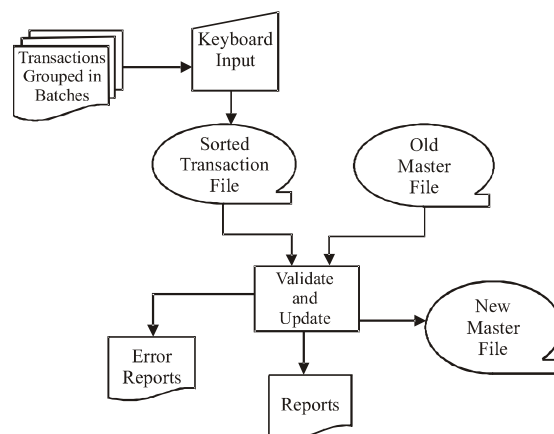 Transactions
Grouped in
Batches
Keyboard
Input
Sorted
Transaction
File
Old
Master
File
Validate
and
Update
New
Master
File
Error
Reports
Reports